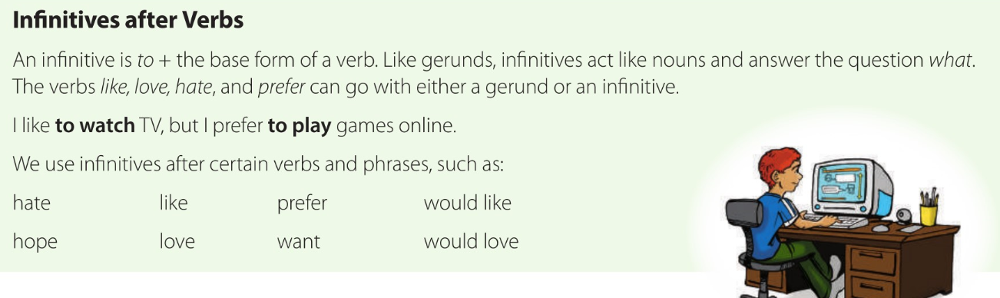 Infinitives after Verbs
An infinitive is to + the base form of a verb. Like gerunds, infinitives act like nouns and answer the question what.
The verbs like, love, hate, and prefer can go with either a gerund or an infinitive.
I like to watch TV, but I prefer to play games online.
We use infinitives after certain verbs and phrases, such as:
hate like prefer would like
hope love want would love